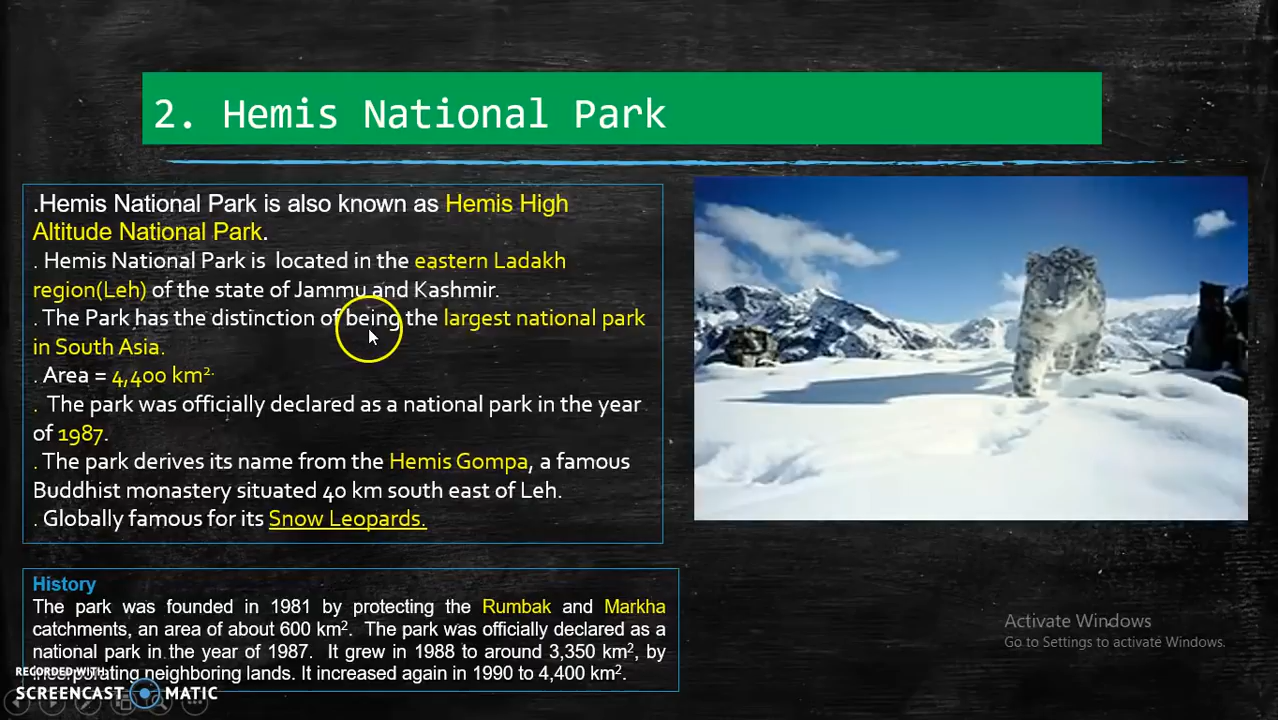 2. Hemis National Park
.Hemis National Park is also known as Hemis High
Altitude National Park.
. Hemis National Park is located in the eastern Ladakh
region(Leh) of the state of Jammu and Kashmir.
. The Park has the distinction of being the largest national park
in South Asia.
. Area = 4,400 km².
. The park was officially declared as a national park in the year
of 1987.
. The park derives its name from the Hemis Gompa, a famous
Buddhist monastery situated 40 km south east of Leh.
. Globally famous for its Snow Leopards.
History
The park was founded in 1981 by protecting the Rumbak and Markha
catchments, an area of about 600 km². The park was officially declared as a
national park in the year of 1987. It grew in 1988 to around 3,350 km², by
incorporating neighboring lands. It increased again in 1990 to 4,400 km².
Activate Windows
Go to Settings to activate Windows.
RECORDED WITH
SCREENCAST MATIC